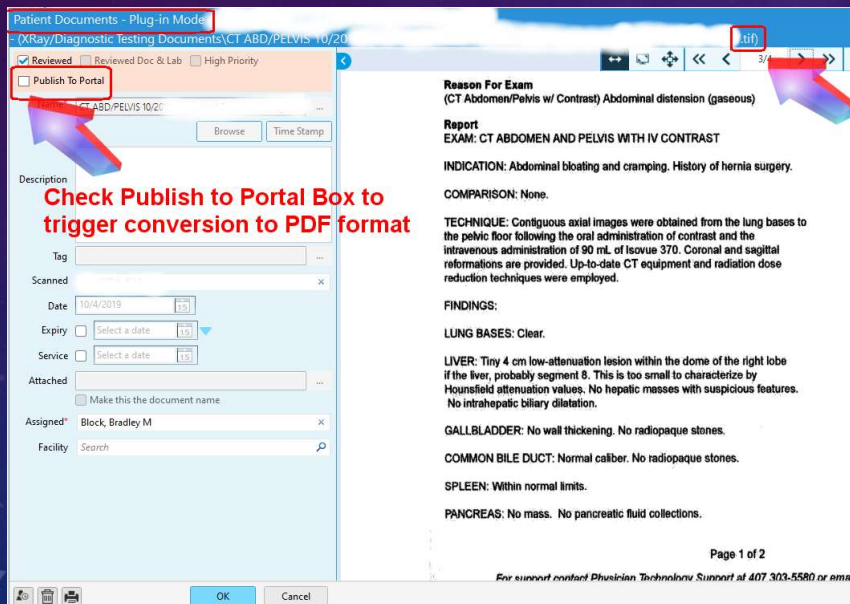 Patient Documents - Plug-in Mode
- (XRay/Diagnostic Testing Documents\CT ABD/PELVIS 10/20
.tif)
Reviewed
Reviewed Doc & Lab
High Priority
Publish To Portal
Name
CT ABD/PELVIS 10/20
...
Browse
Time Stamp
Description
Check Publish to Portal Box to
trigger conversion to PDF format
Tag
...
Scanned
×
Date
10/4/2019
15
Expiry
Select a date
15
Service
Select a date
15
Attached
...
Make this the document name
Assigned*
Block, Bradley M
×
Facility
Search
OK
Cancel
3/4
Reason For Exam
(CT Abdomen/Pelvis w/ Contrast) Abdominal distension (gaseous)
Report
EXAM: CT ABDOMEN AND PELVIS WITH IV CONTRAST
INDICATION: Abdominal bloating and cramping. History of hernia surgery.
COMPARISON: None.
TECHNIQUE: Contiguous axial images were obtained from the lung bases to
the pelvic floor following the oral administration of contrast and the
intravenous administration of 90 mL of Isovue 370. Coronal and sagittal
reformations are provided. Up-to-date CT equipment and radiation dose
reduction techniques were employed.
FINDINGS:
LUNG BASES: Clear.
LIVER: Tiny 4 cm low-attenuation lesion within the dome of the right lobe
if the liver, probably segment 8. This is too small to characterize by
Hounsfield attenuation values. No hepatic masses with suspicious features.
No intrahepatic biliary dilatation.
GALLBLADDER: No wall thickening. No radiopaque stones.
COMMON BILE DUCT: Normal caliber. No radiopaque stones.
SPLEEN: Within normal limits.
PANCREAS: No mass. No pancreatic fluid collections.
Page 1 of 2
For support contact Physician Technology Support at 407 303-5580 or ema